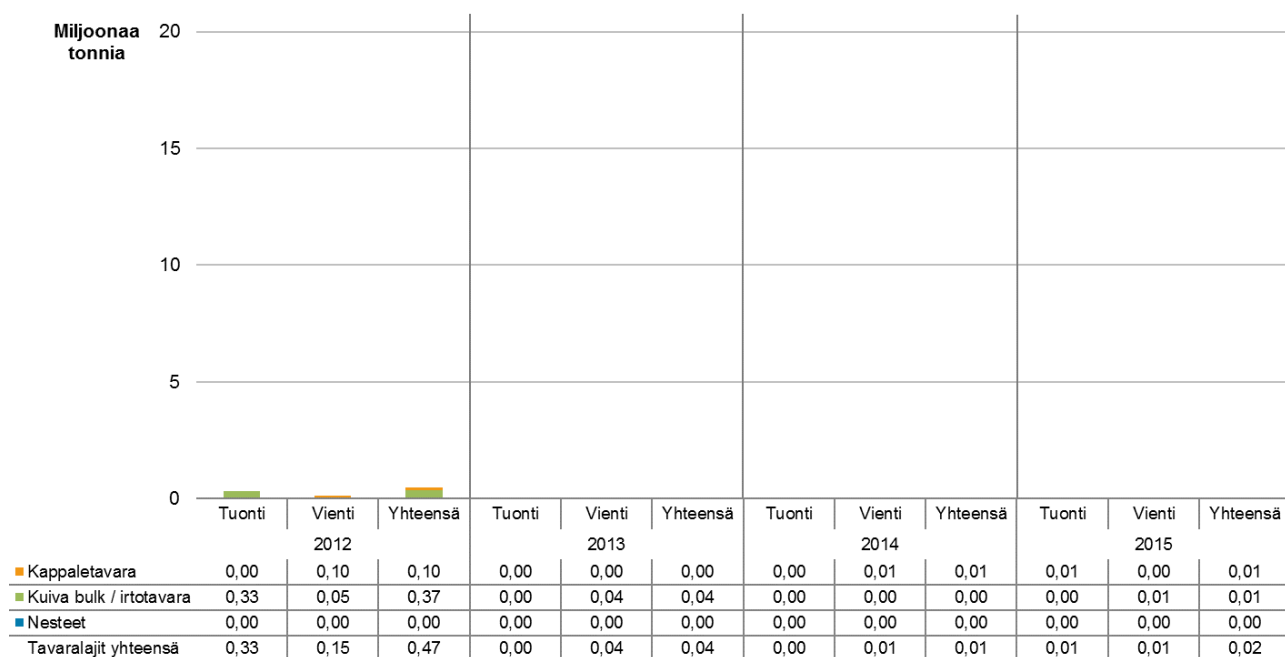 Miljoonaa tonnia
20
15
10
5
0
Tuonti Vienti Yhteensä Tuonti Vienti Yhteensä Tuonti Vienti Yhteensä Tuonti Vienti Yhteensä
2012 2013 2014 2015
Kappaletavara 0,00 0,10 0,10 0,00 0,00 0,00 0,00 0,01 0,01 0,01 0,00 0,01
Kuiva bulk / irtotavara 0,33 0,05 0,37 0,00 0,04 0,04 0,00 0,00 0,00 0,00 0,01 0,01
Nesteet 0,00 0,00 0,00 0,00 0,00 0,00 0,00 0,00 0,00 0,00 0,00 0,00
Tavaralajit yhteensä 0,33 0,15 0,47 0,00 0,04 0,04 0,00 0,01 0,01 0,01 0,01 0,02